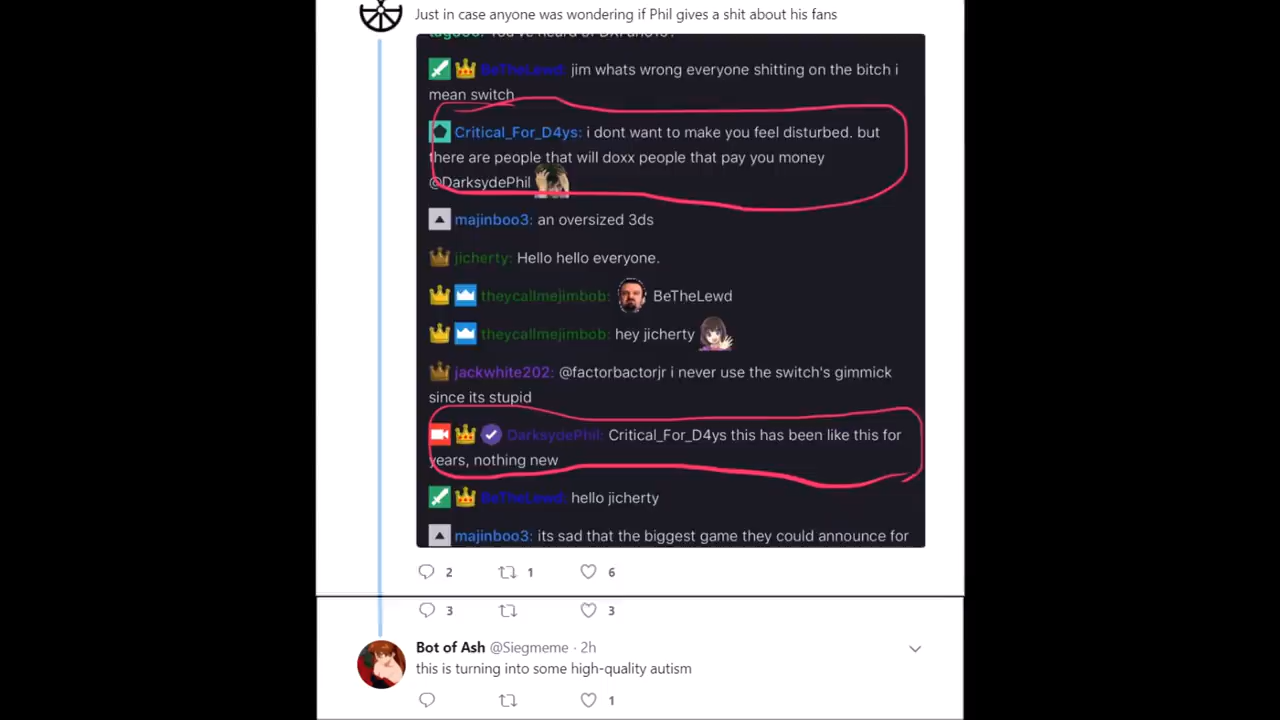 Just in case anyone was wondering if Phil gives a shit about his fans
BeTheLewd: jim whats wrong everyone shitting on the bitch i
mean switch
Critical_For_D4ys: i dont want to make you feel disturbed. but
there are people that will doxx people that pay you money
@DarksydePhil
majinboo3: an oversized 3ds
jicherty: Hello hello everyone.
theycallmejimbob: BeTheLewd
theycallmejimbob: hey jicherty
jackwhite202: @factorbactorjr i never use the switch's gimmick
since its stupid
DarksydePhil: Critical_For_D4ys this has been like this for
years, nothing new
BeTheLewd: hello jicherty
majinboo3: its sad that the biggest game they could announce for
2 1 6
3 3
Bot of Ash @Siegmeme · 2h
this is turning into some high-quality autism
1